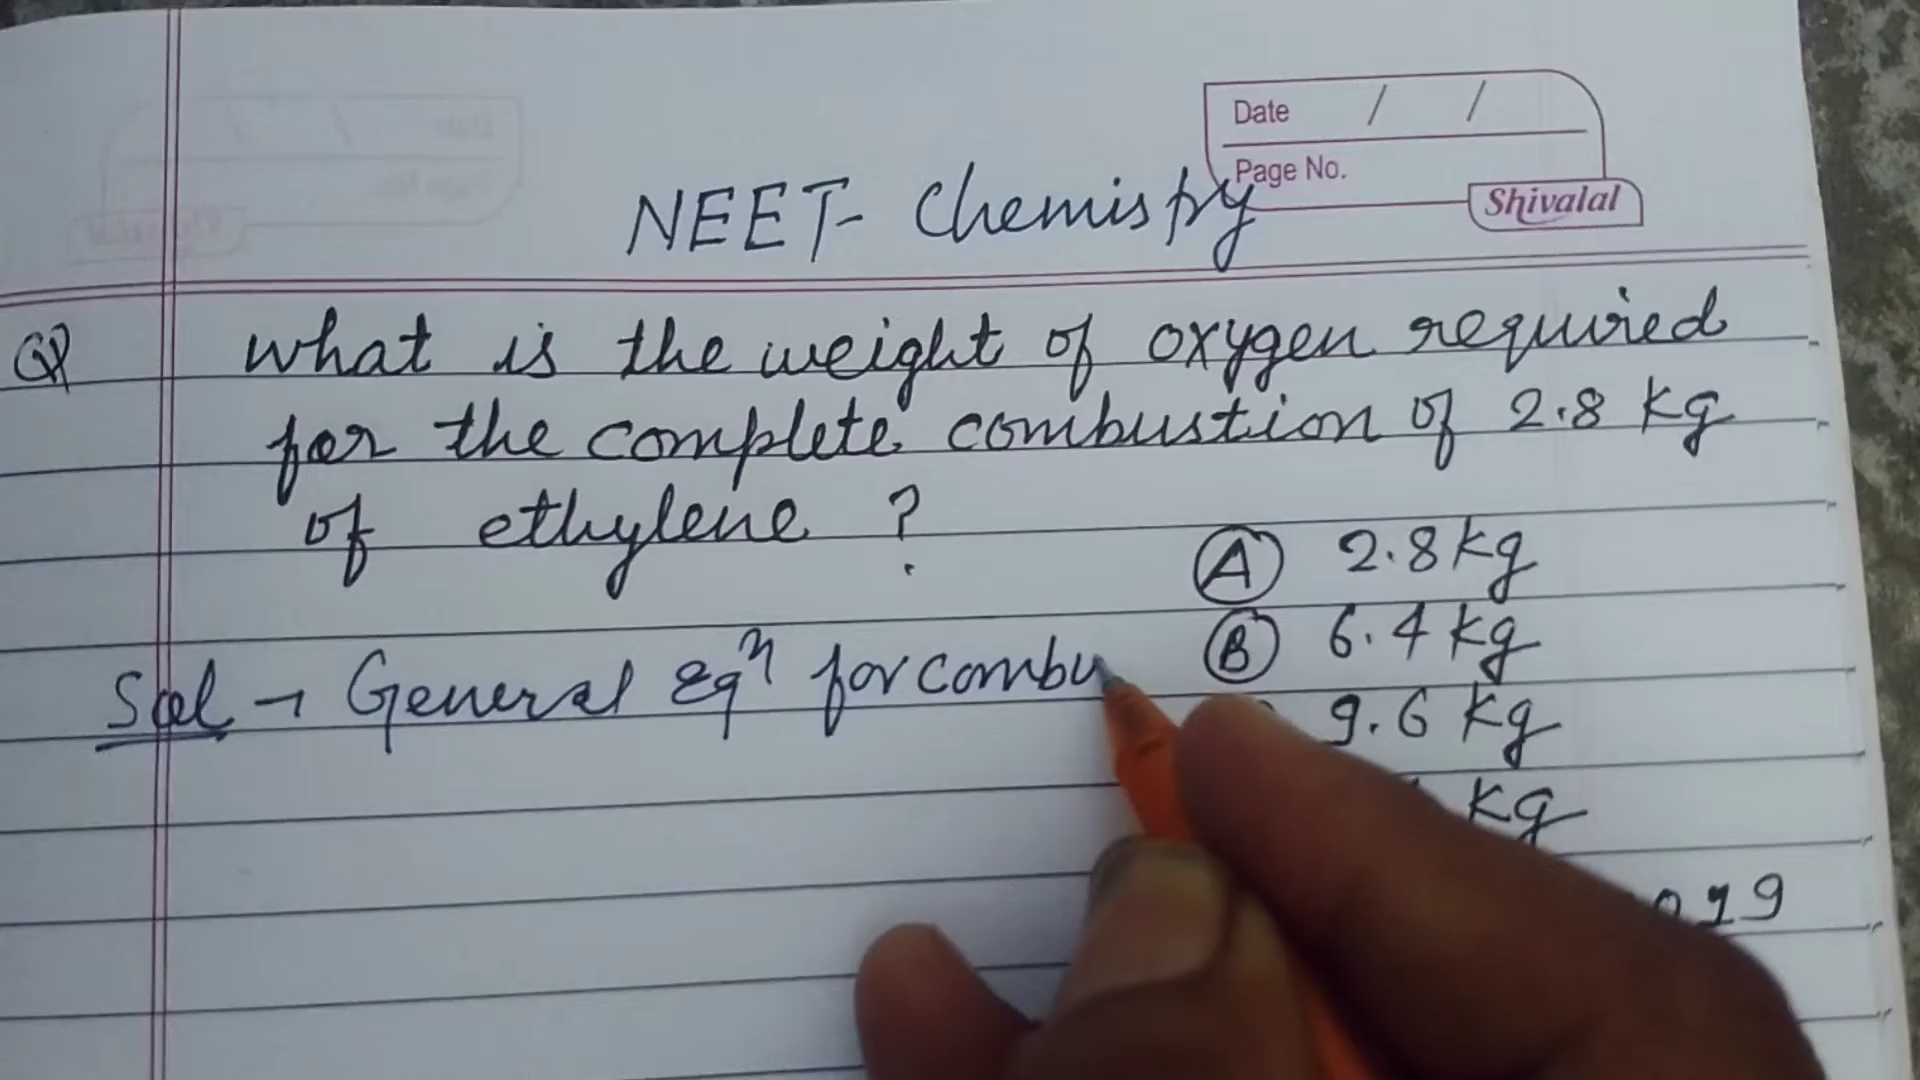 Date / /
Page No.
Shivalal
NEET- Chemistry
Q what is the weight of oxygen required
for the complete combustion of 2.8 kg
of ethylene ?
A 2.8 kg
B 6.4 kg
9.6 kg
kg
Sol → General Eqn for combu
19